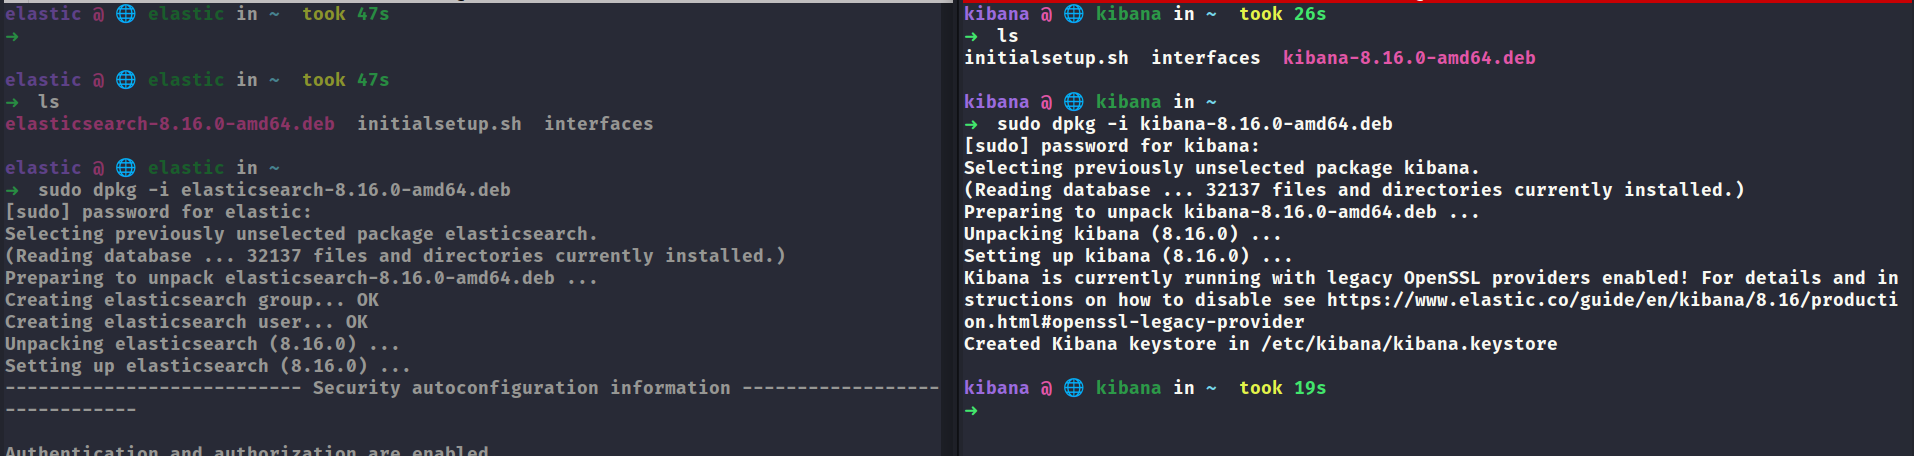 elastic @ 🌐 elastic in ~  took 47s
➜
elastic @ 🌐 elastic in ~  took 47s
➜  ls
elasticsearch-8.16.0-amd64.deb  initialsetup.sh  interfaces
elastic @ 🌐 elastic in ~
➜  sudo dpkg -i elasticsearch-8.16.0-amd64.deb
[sudo] password for elastic:
Selecting previously unselected package elasticsearch.
(Reading database ... 32137 files and directories currently installed.)
Preparing to unpack elasticsearch-8.16.0-amd64.deb ...
Creating elasticsearch group... OK
Creating elasticsearch user... OK
Unpacking elasticsearch (8.16.0) ...
Setting up elasticsearch (8.16.0) ...
--------------------------- Security autoconfiguration information ------------------
------------
Authentication and authorization are enabled
kibana @ 🌐 kibana in ~  took 26s
➜  ls
initialsetup.sh  interfaces  kibana-8.16.0-amd64.deb
kibana @ 🌐 kibana in ~
➜  sudo dpkg -i kibana-8.16.0-amd64.deb
[sudo] password for kibana:
Selecting previously unselected package kibana.
(Reading database ... 32137 files and directories currently installed.)
Preparing to unpack kibana-8.16.0-amd64.deb ...
Unpacking kibana (8.16.0) ...
Setting up kibana (8.16.0) ...
Kibana is currently running with legacy OpenSSL providers enabled! For details and in
structions on how to disable see https://www.elastic.co/guide/en/kibana/8.16/producti
on.html#openssl-legacy-provider
Created Kibana keystore in /etc/kibana/kibana.keystore
kibana @ 🌐 kibana in ~  took 19s
➜